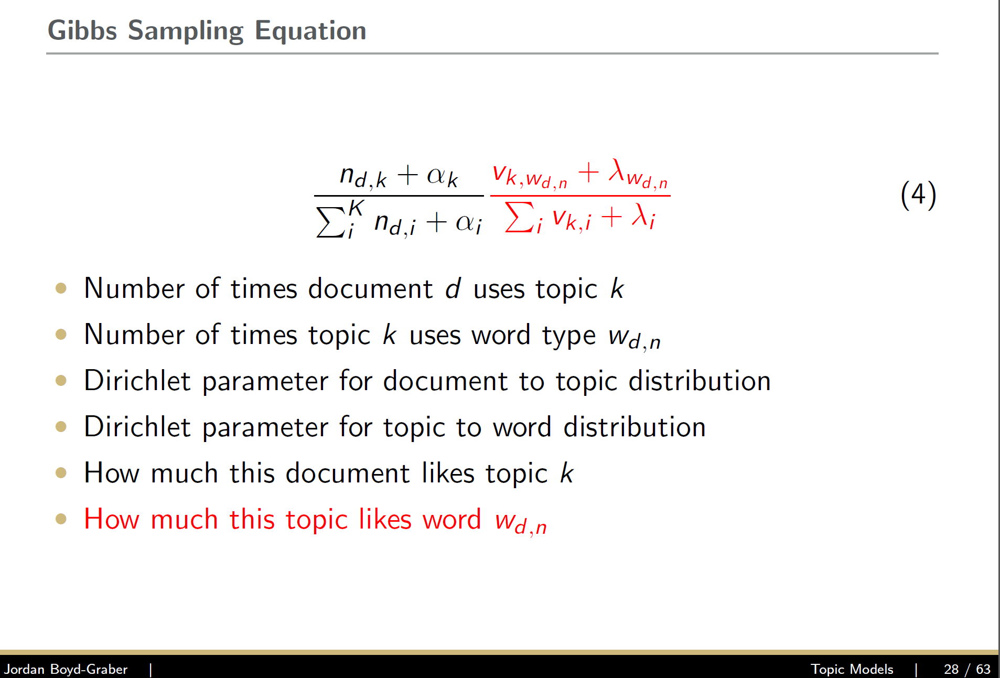 Gibbs Sampling Equation
$\frac{n_{d,k} + \alpha_k}{\sum_i^K n_{d,i} + \alpha_i} \frac{v_{k,w_{d,n}} + \lambda_{w_{d,n}}}{\sum_i v_{k,i} + \lambda_i}$ (4)
• Number of times document $d$ uses topic $k$
• Number of times topic $k$ uses word type $w_{d,n}$
• Dirichlet parameter for document to topic distribution
• Dirichlet parameter for topic to word distribution
• How much this document likes topic $k$
• How much this topic likes word $w_{d,n}$
Jordan Boyd-Graber | Topic Models | 28 / 63